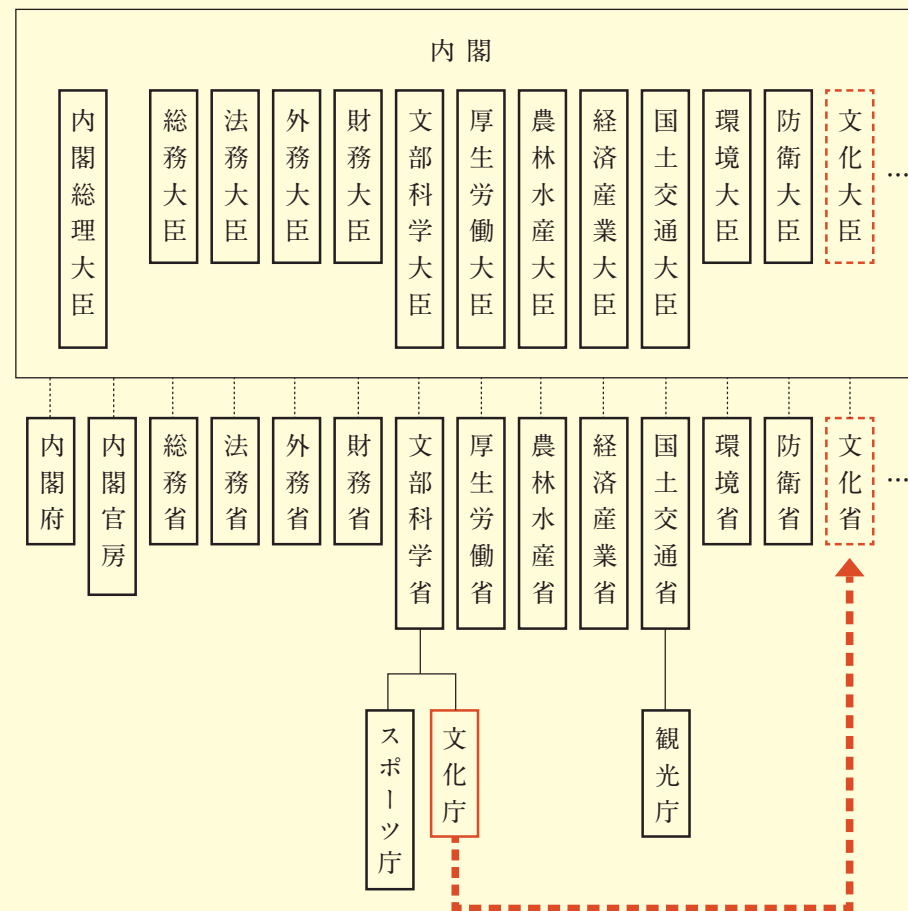 内閣
内閣総理大臣
総務大臣
法務大臣
外務大臣
財務大臣
文部科学大臣
厚生労働大臣
農林水産大臣
経済産業大臣
国土交通大臣
環境大臣
防衛大臣
文化大臣
…
内閣府
内閣官房
総務省
法務省
外務省
財務省
文部科学省
厚生労働省
農林水産省
経済産業省
国土交通省
環境省
防衛省
文化省
…
スポーツ庁
文化庁
観光庁